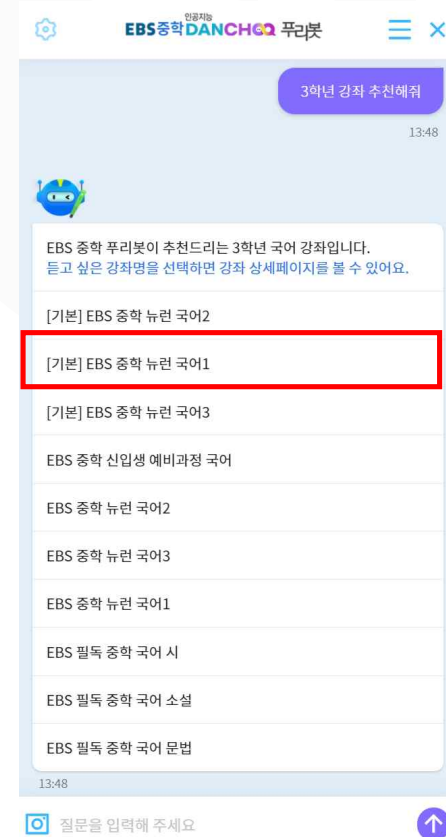 인공지능
EBS중학DANCHOO 푸리봇
3학년 강좌 추천해줘
13:48
EBS 중학 푸리봇이 추천드리는 3학년 국어 강좌입니다.
듣고 싶은 강좌명을 선택하면 강좌 상세페이지를 볼 수 있어요.
[기본] EBS 중학 뉴런 국어2
[기본] EBS 중학 뉴런 국어1
[기본] EBS 중학 뉴런 국어3
EBS 중학 신입생 예비과정 국어
EBS 중학 뉴런 국어2
EBS 중학 뉴런 국어3
EBS 중학 뉴런 국어1
EBS 필독 중학 국어 시
EBS 필독 중학 국어 소설
EBS 필독 중학 국어 문법
13:48
질문을 입력해 주세요